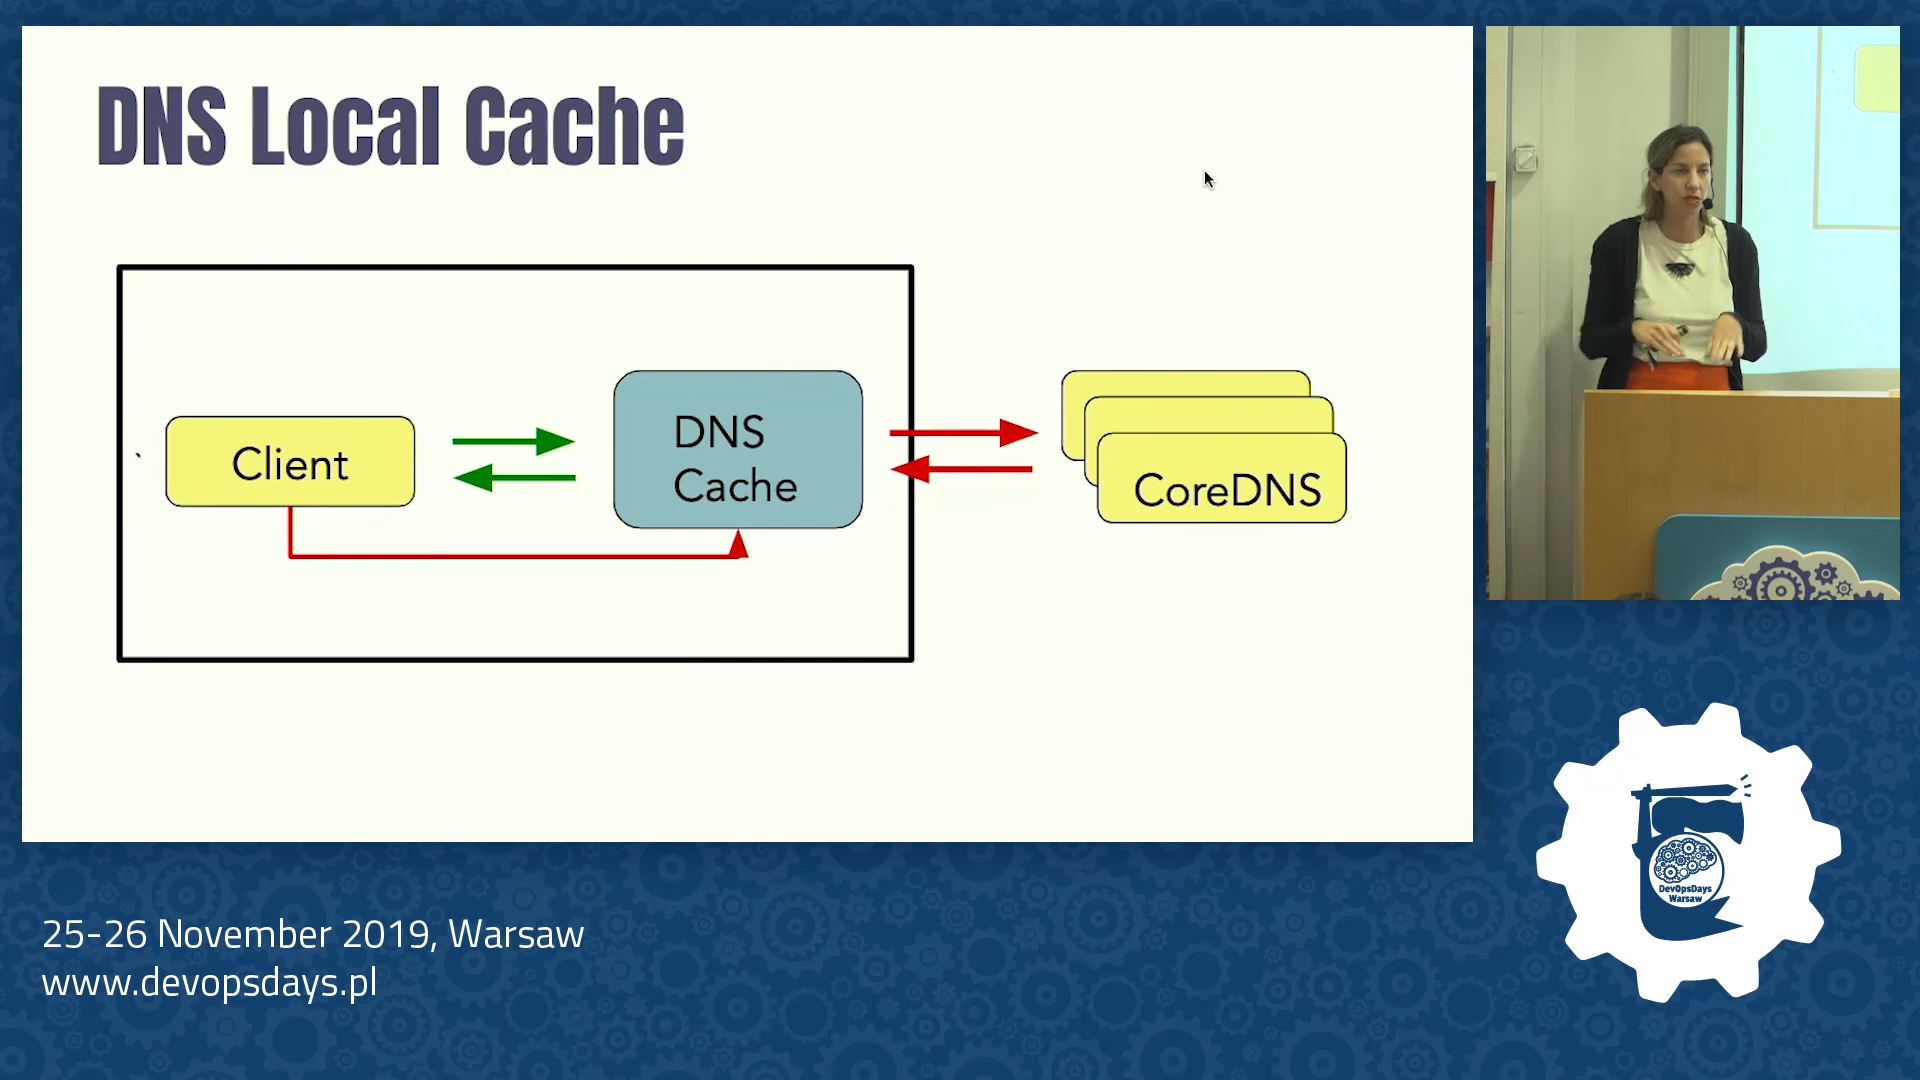 DNS Local Cache
Client
DNS
Cache
CoreDNS
25-26 November 2019, Warsaw
www.devopsdays.pl
DevOpsDays
Warsaw